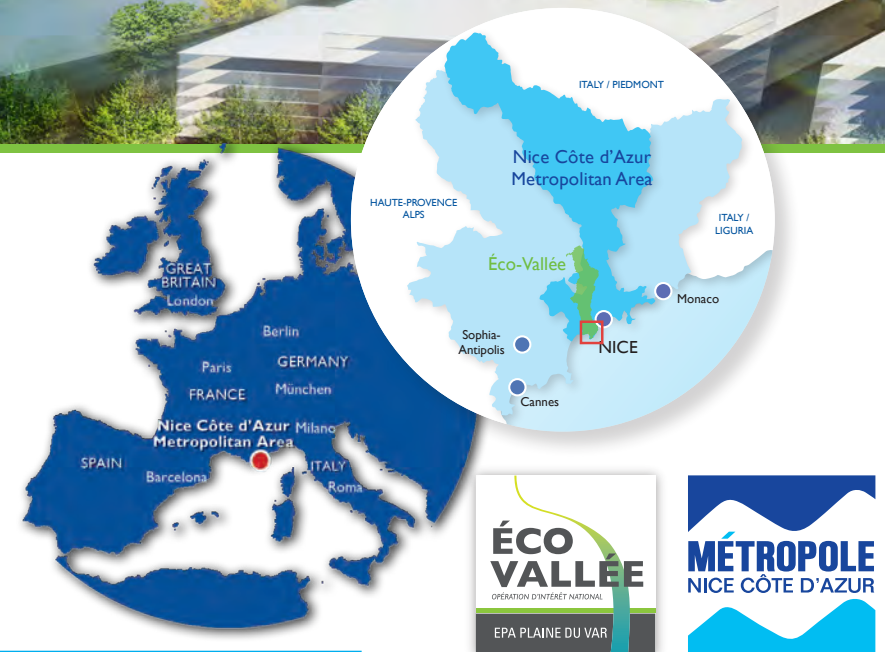 ITALY / PIEDMONT
Nice Côte d'Azur
Metropolitan Area
HAUTE-PROVENCE
ALPS
ITALY /
LIGURIA
Éco-Vallée
Monaco
Sophia-
Antipolis
NICE
Cannes
GREAT
BRITAIN
London
Berlin
Paris
GERMANY
FRANCE
München
Nice Côte d'Azur
Metropolitan Area
Milano
SPAIN
Barcelona
ITALY
Roma
ÉCO
VALLÉE
OPÉRATION D'INTÉRÊT NATIONAL
EPA PLAINE DU VAR
MÉTROPOLE
NICE CÔTE D'AZUR